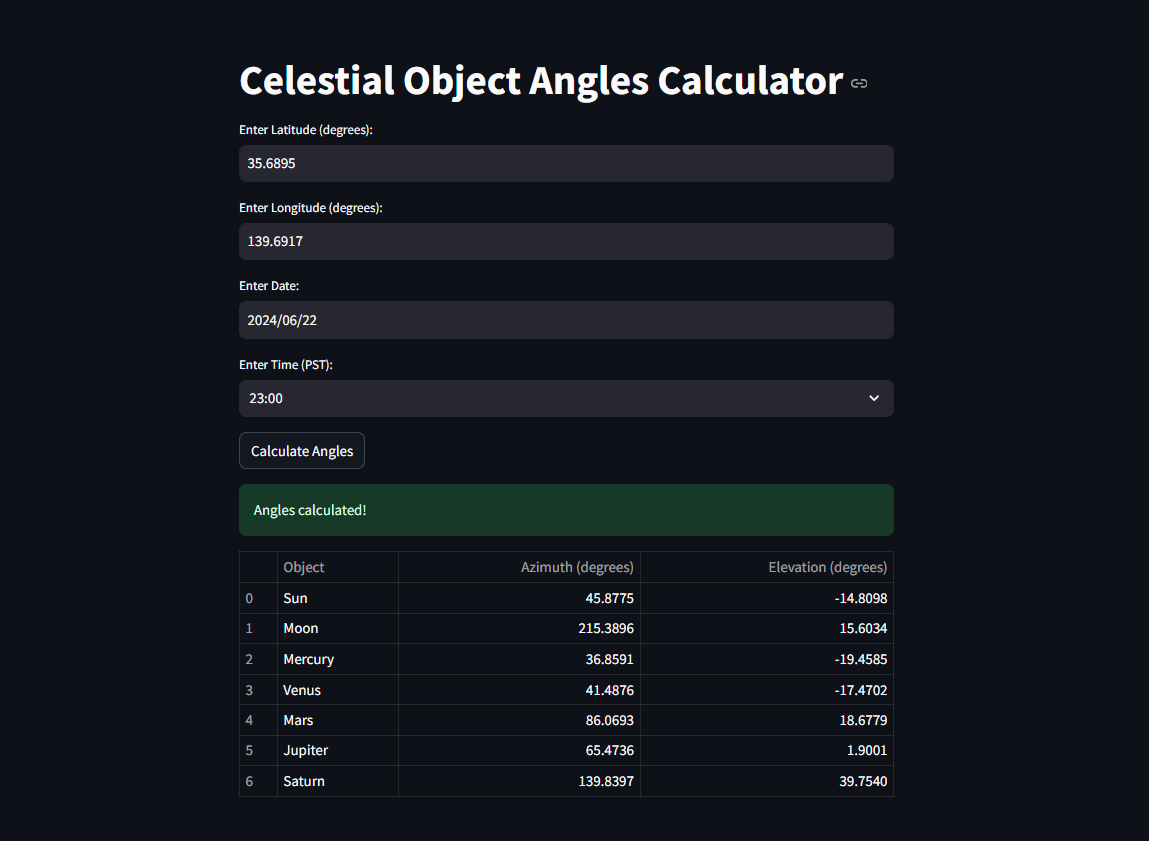 Celestial Object Angles Calculator
Enter Latitude (degrees):
35.6895
Enter Longitude (degrees):
139.6917
Enter Date:
2024/06/22
Enter Time (PST):
23:00
Calculate Angles
Angles calculated!
Object Azimuth (degrees) Elevation (degrees)
0 Sun 45.8775 -14.8098
1 Moon 215.3896 15.6034
2 Mercury 36.8591 -19.4585
3 Venus 41.4876 -17.4702
4 Mars 86.0693 18.6779
5 Jupiter 65.4736 1.9001
6 Saturn 139.8397 39.7540